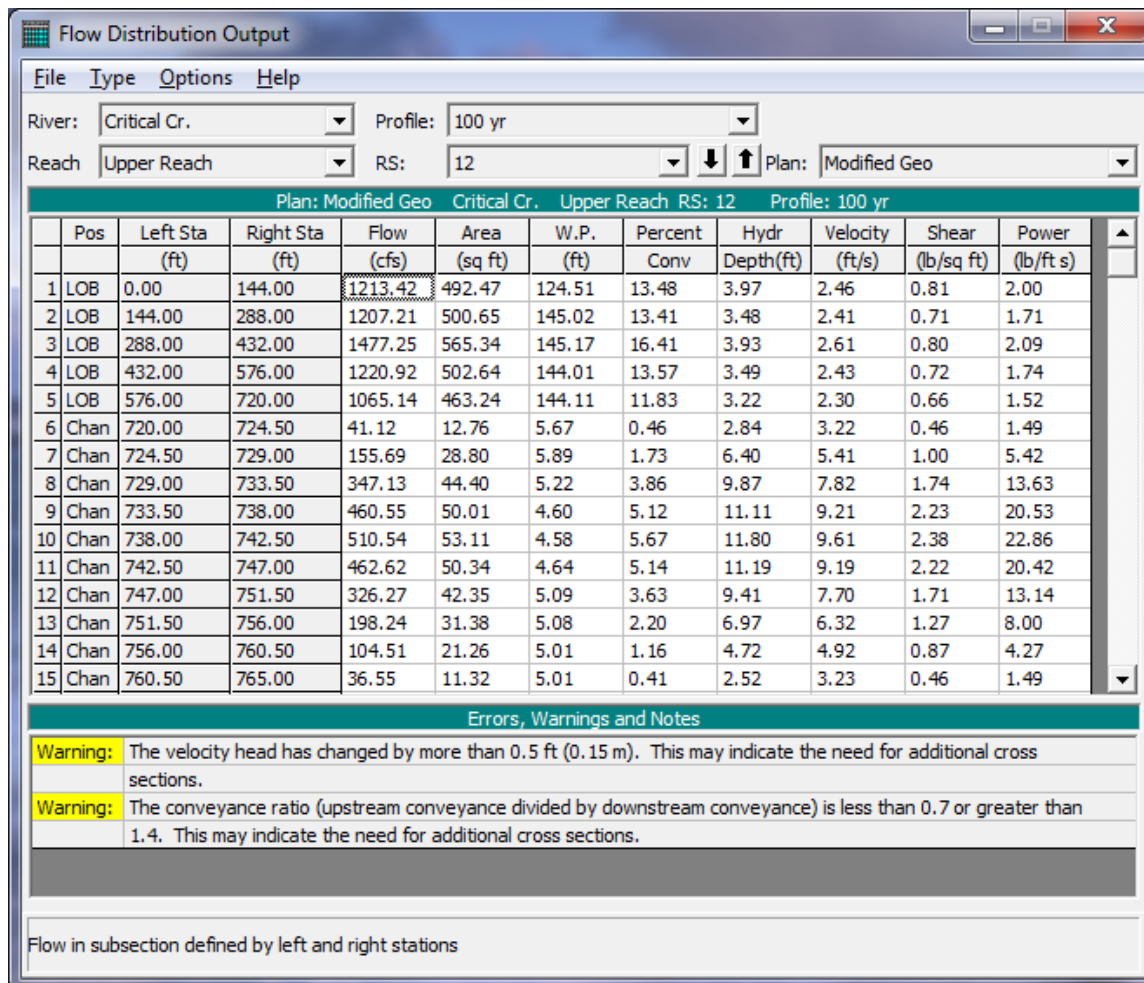 Flow Distribution Output
File Type Options Help
River: Critical Cr. Profile: 100 yr
Reach Upper Reach RS: 12 Plan: Modified Geo
Plan: Modified Geo Critical Cr. Upper Reach RS: 12 Profile: 100 yr
Pos Left Sta Right Sta Flow Area W.P. Percent Hydr Velocity Shear Power
(ft) (ft) (cfs) (sq ft) (ft) Conv Depth(ft) (ft/s) (lb/sq ft) (lb/ft s)
1 LOB 0.00 144.00 1213.42 492.47 124.51 13.48 3.97 2.46 0.81 2.00
2 LOB 144.00 288.00 1207.21 500.65 145.02 13.41 3.48 2.41 0.71 1.71
3 LOB 288.00 432.00 1477.25 565.34 145.17 16.41 3.93 2.61 0.80 2.09
4 LOB 432.00 576.00 1220.92 502.64 144.01 13.57 3.49 2.43 0.72 1.74
5 LOB 576.00 720.00 1065.14 463.24 144.11 11.83 3.22 2.30 0.66 1.52
6 Chan 720.00 724.50 41.12 12.76 5.67 0.46 2.84 3.22 0.46 1.49
7 Chan 724.50 729.00 155.69 28.80 5.89 1.73 6.40 5.41 1.00 5.42
8 Chan 729.00 733.50 347.13 44.40 5.22 3.86 9.87 7.82 1.74 13.63
9 Chan 733.50 738.00 460.55 50.01 4.60 5.12 11.11 9.21 2.23 20.53
10 Chan 738.00 742.50 510.54 53.11 4.58 5.67 11.80 9.61 2.38 22.86
11 Chan 742.50 747.00 462.62 50.34 4.64 5.14 11.19 9.19 2.22 20.42
12 Chan 747.00 751.50 326.27 42.35 5.09 3.63 9.41 7.70 1.71 13.14
13 Chan 751.50 756.00 198.24 31.38 5.08 2.20 6.97 6.32 1.27 8.00
14 Chan 756.00 760.50 104.51 21.26 5.01 1.16 4.72 4.92 0.87 4.27
15 Chan 760.50 765.00 36.55 11.32 5.01 0.41 2.52 3.23 0.46 1.49
Errors, Warnings and Notes
Warning: The velocity head has changed by more than 0.5 ft (0.15 m). This may indicate the need for additional cross
sections.
Warning: The conveyance ratio (upstream conveyance divided by downstream conveyance) is less than 0.7 or greater than
1.4. This may indicate the need for additional cross sections.
Flow in subsection defined by left and right stations